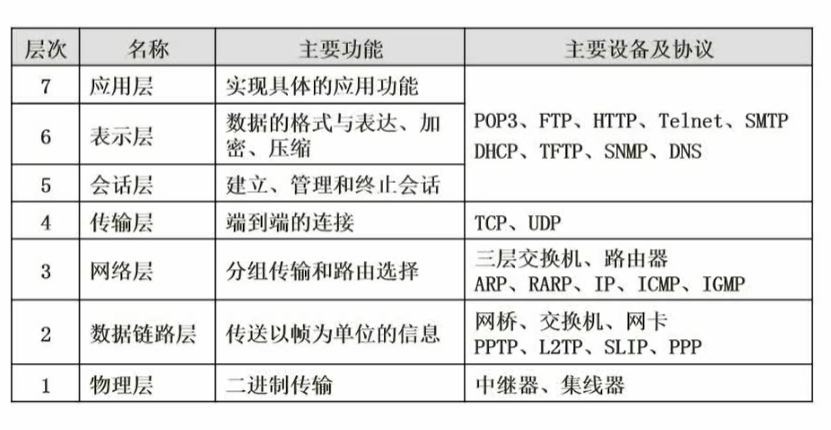 层次 名称 主要功能 主要设备及协议
7 应用层 实现具体的应用功能
6 表示层 数据的格式与表达、加
密、压缩
POP3、FTP、HTTP、Telnet、SMTP
DHCP、TFTP、SNMP、DNS
5 会话层 建立、管理和终止会话
4 传输层 端到端的连接 TCP、UDP
3 网络层 分组传输和路由选择 三层交换机、路由器
ARP、RARP、IP、ICMP、IGMP
2 数据链路层 传送以帧为单位的信息 网桥、交换机、网卡
PPTP、L2TP、SLIP、PPP
1 物理层 二进制传输 中继器、集线器